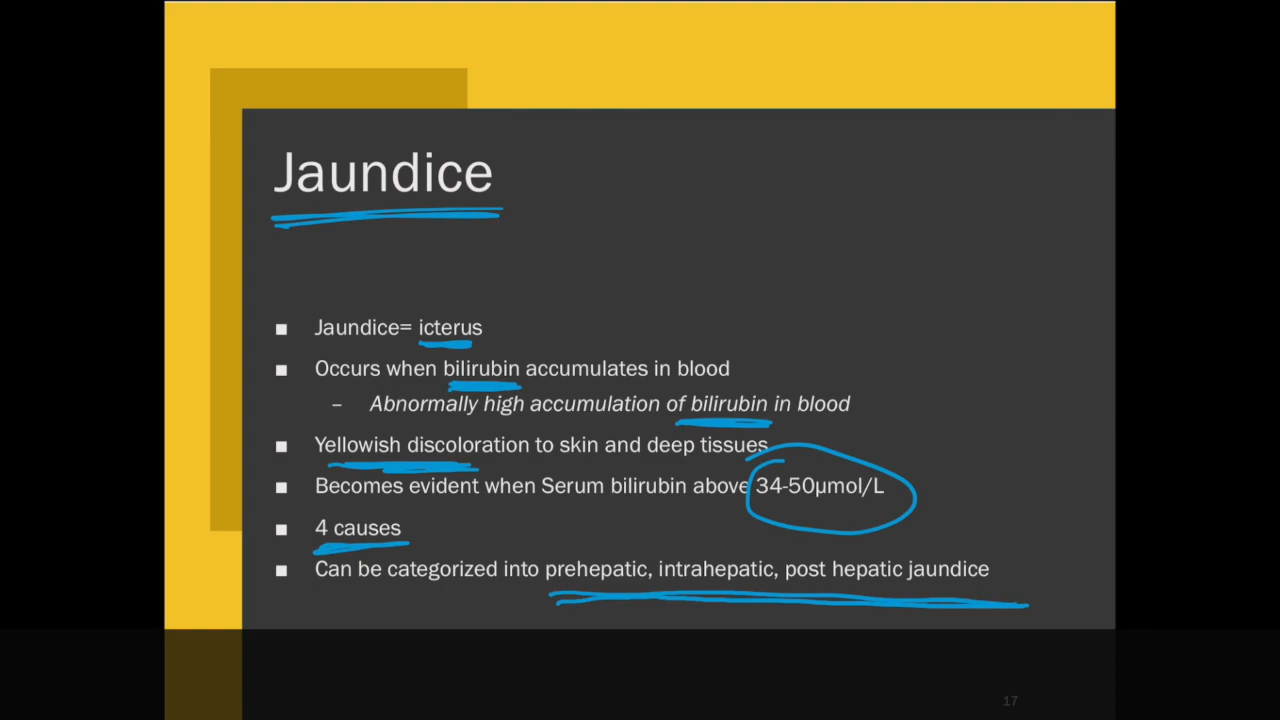 Jaundice
■ Jaundice= icterus
■ Occurs when bilirubin accumulates in blood
– Abnormally high accumulation of bilirubin in blood
■ Yellowish discoloration to skin and deep tissues
■ Becomes evident when Serum bilirubin above 34-50µmol/L
■ 4 causes
■ Can be categorized into prehepatic, intrahepatic, post hepatic jaundice
17